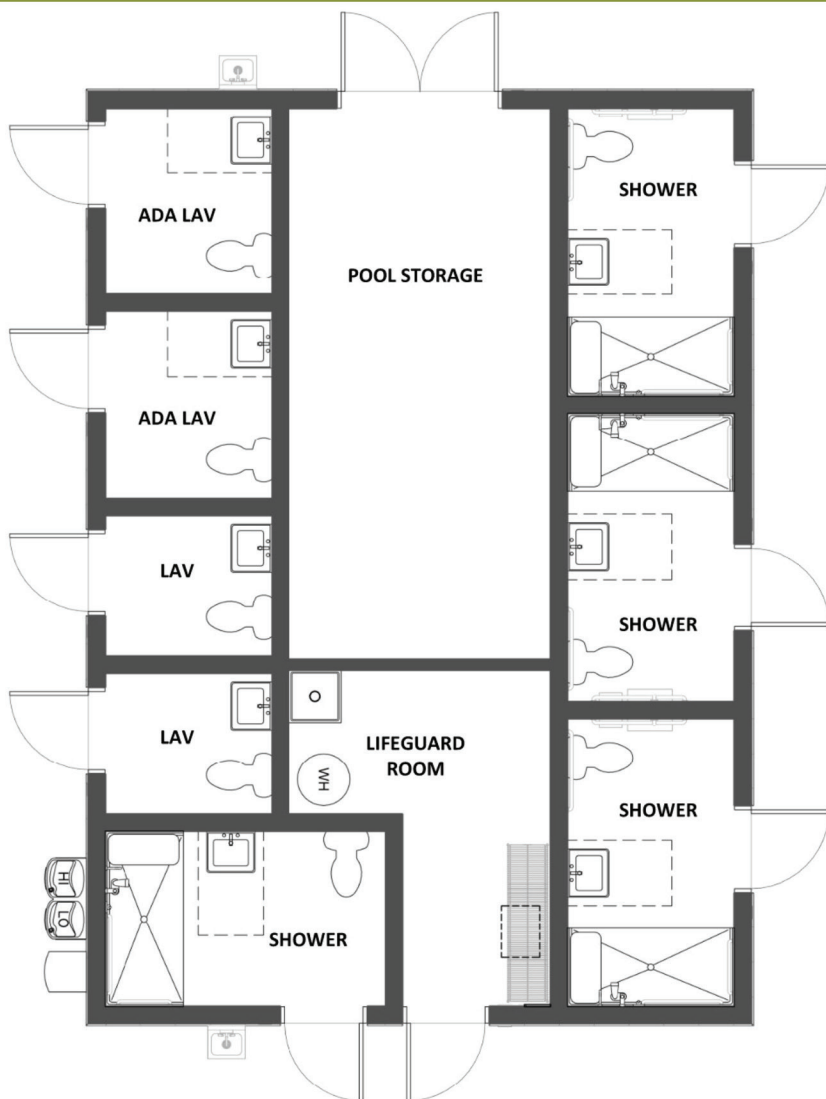 ADA LAV
POOL STORAGE
SHOWER
ADA LAV
LAV
SHOWER
LAV
LIFEGUARD
ROOM
WH
SHOWER
HI
LO
SHOWER